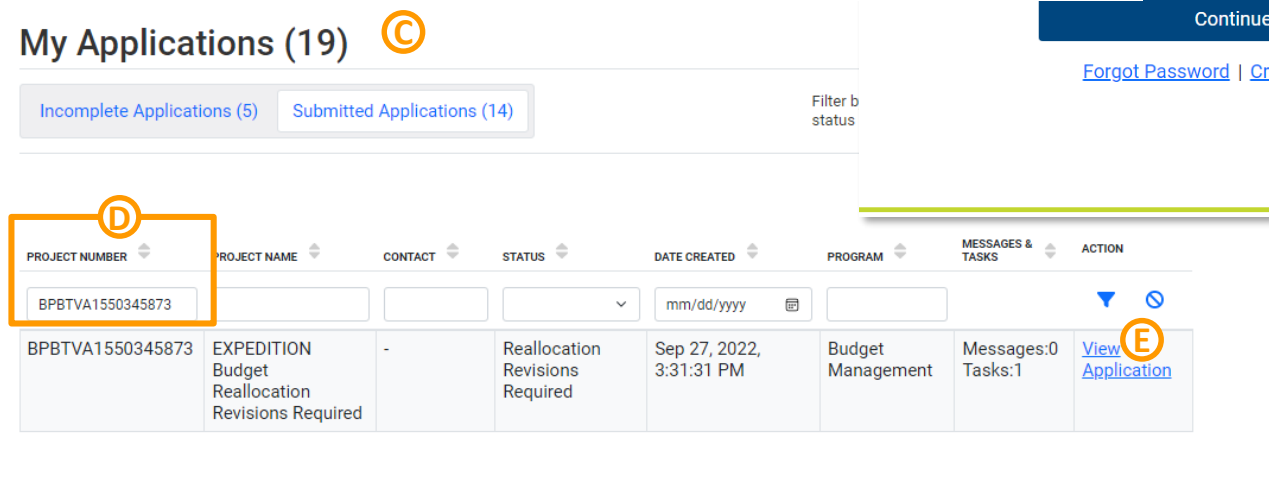 My Applications (19)
C
Continue
Forgot Password | Cr
Incomplete Applications (5)
Submitted Applications (14)
Filter b
status
D
PROJECT NUMBER
PROJECT NAME
CONTACT
STATUS
DATE CREATED
PROGRAM
MESSAGES &
TASKS
ACTION
BPBTVA1550345873
mm/dd/yyyy
BPBTVA1550345873
EXPEDITION
Budget
Reallocation
Revisions Required
-
Reallocation
Revisions
Required
Sep 27, 2022,
3:31:31 PM
Budget
Management
Messages:0
Tasks:1
View
Application
E